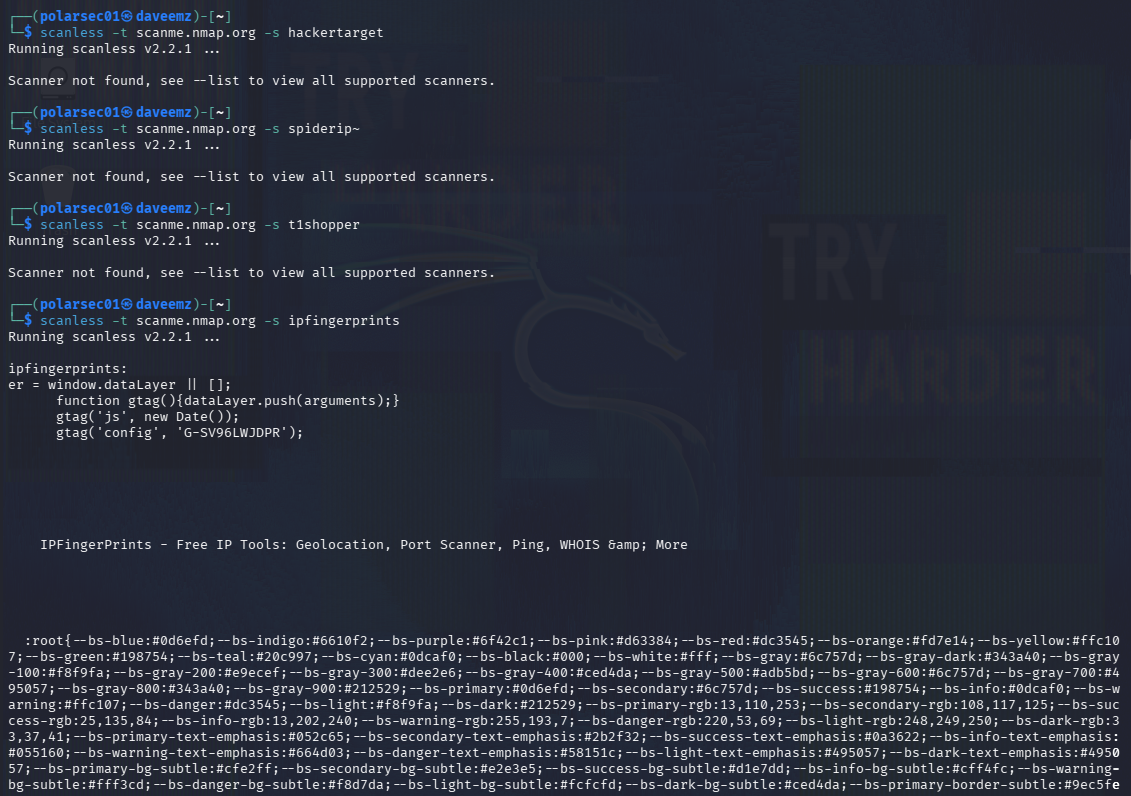 ┌──(polarsec01㉿daveemz)-[~]
└─$ scanless -t scanme.nmap.org -s hackertarget
Running scanless v2.2.1 ...
Scanner not found, see --list to view all supported scanners.
┌──(polarsec01㉿daveemz)-[~]
└─$ scanless -t scanme.nmap.org -s spiderip~
Running scanless v2.2.1 ...
Scanner not found, see --list to view all supported scanners.
┌──(polarsec01㉿daveemz)-[~]
└─$ scanless -t scanme.nmap.org -s t1shopper
Running scanless v2.2.1 ...
Scanner not found, see --list to view all supported scanners.
┌──(polarsec01㉿daveemz)-[~]
└─$ scanless -t scanme.nmap.org -s ipfingerprints
Running scanless v2.2.1 ...
ipfingerprints:
er = window.dataLayer || [];
function gtag(){dataLayer.push(arguments);}
gtag('js', new Date());
gtag('config', 'G-SV96LWJDPR');
IPFingerPrints - Free IP Tools: Geolocation, Port Scanner, Ping, WHOIS &amp; More
:root{--bs-blue:#0d6efd;--bs-indigo:#6610f2;--bs-purple:#6f42c1;--bs-pink:#d63384;--bs-red:#dc3545;--bs-orange:#fd7e14;--bs-yellow:#ffc10
7;--bs-green:#198754;--bs-teal:#20c997;--bs-cyan:#0dcaf0;--bs-black:#000;--bs-white:#fff;--bs-gray:#6c757d;--bs-gray-dark:#343a40;--bs-gray
-100:#f8f9fa;--bs-gray-200:#e9ecef;--bs-gray-300:#dee2e6;--bs-gray-400:#ced4da;--bs-gray-500:#adb5bd;--bs-gray-600:#6c757d;--bs-gray-700:#4
95057;--bs-gray-800:#343a40;--bs-gray-900:#212529;--bs-primary:#0d6efd;--bs-secondary:#6c757d;--bs-success:#198754;--bs-info:#0dcaf0;--bs-w
arning:#ffc107;--bs-danger:#dc3545;--bs-light:#f8f9fa;--bs-dark:#212529;--bs-primary-rgb:13,110,253;--bs-secondary-rgb:108,117,125;--bs-suc
cess-rgb:25,135,84;--bs-info-rgb:13,202,240;--bs-warning-rgb:255,193,7;--bs-danger-rgb:220,53,69;--bs-light-rgb:248,249,250;--bs-dark-rgb:3
3,37,41;--bs-primary-text-emphasis:#052c65;--bs-secondary-text-emphasis:#2b2f32;--bs-success-text-emphasis:#0a3622;--bs-info-text-emphasis:
#055160;--bs-warning-text-emphasis:#664d03;--bs-danger-text-emphasis:#58151c;--bs-light-text-emphasis:#495057;--bs-dark-text-emphasis:#4950
57;--bs-primary-bg-subtle:#cfe2ff;--bs-secondary-bg-subtle:#e2e3e5;--bs-success-bg-subtle:#d1e7dd;--bs-info-bg-subtle:#cff4fc;--bs-warning-
bg-subtle:#fff3cd;--bs-danger-bg-subtle:#f8d7da;--bs-light-bg-subtle:#fcfcfd;--bs-dark-bg-subtle:#ced4da;--bs-primary-border-subtle:#9ec5fe
TRY
HARDER